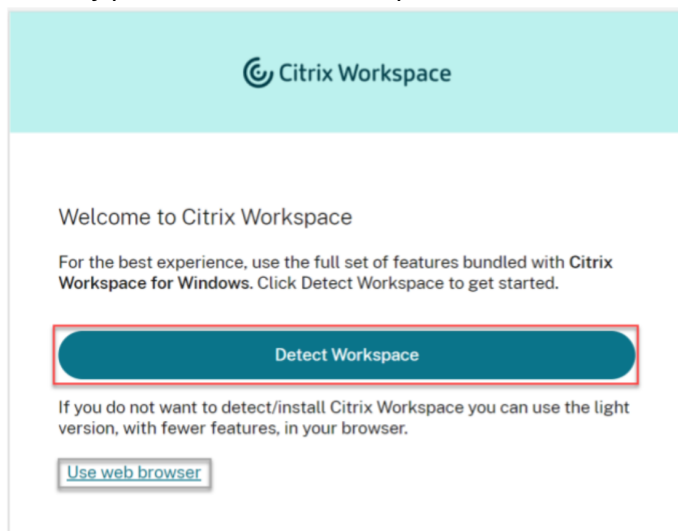 Citrix Workspace
Welcome to Citrix Workspace
For the best experience, use the full set of features bundled with Citrix
Workspace for Windows. Click Detect Workspace to get started.
Detect Workspace
If you do not want to detect/install Citrix Workspace you can use the light
version, with fewer features, in your browser.
Use web browser